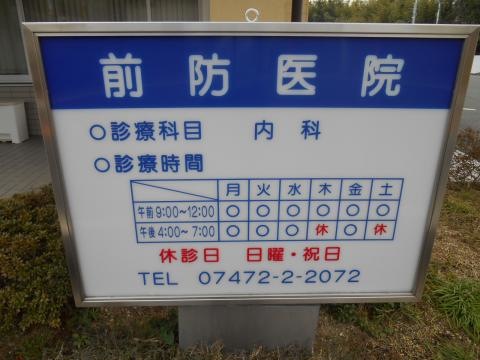 前防医院
○診療科目 内科
○診療時間
月 火 水 木 金 土
午前 9:00~12:00 ○ ○ ○ ○ ○ ○
午後 4:00~7:00 ○ ○ ○ 休 ○ 休
休診日 日曜・祝日
TEL 07472-2-2072